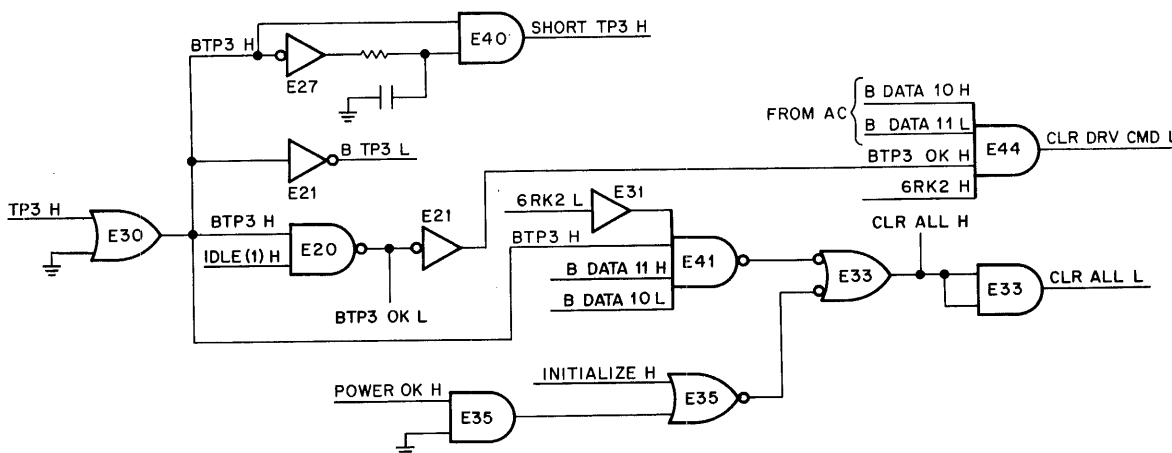 BTP3 H
E27
E40
SHORT TP3 H
FROM AC
B DATA 10 H
B DATA 11 L
BTP3 OK H
6RK2 H
E44
CLR DRV CMD L
B TP3 L
E21
TP3 H
E30
BTP3 H
IDLE (1) H
E20
E21
BTP3 OK L
6RK2 L
E31
BTP3 H
B DATA 11 H
B DATA 10 L
E41
CLR ALL H
E33
E33
CLR ALL L
INITIALIZE H
POWER OK H
E35
E35